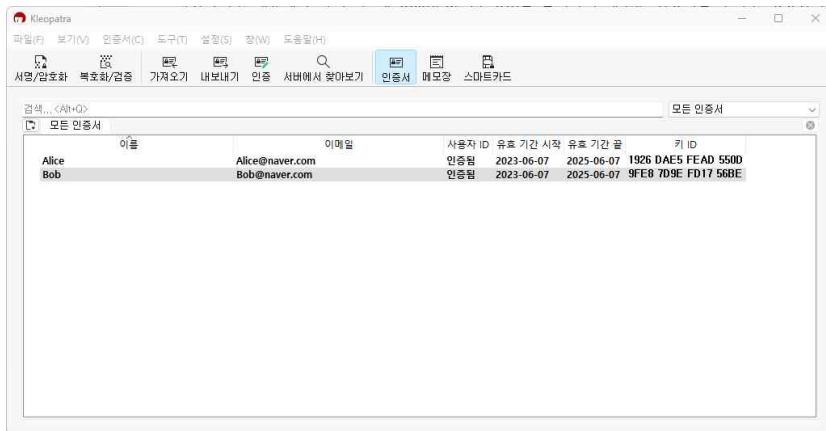 Kleopatra
파일(F) 보기(V) 인증서(C) 도구(T) 설정(S) 창(W) 도움말(H)
서명/암호화 복호화/검증 가져오기 내보내기 인증 서버에서 찾아보기 인증서 메모장 스마트카드
검색...<Alt+Q> 모든 인증서
모든 인증서
이름 이메일 사용자 ID 유효 기간 시작 유효 기간 끝 키 ID
Alice Alice@naver.com 인증됨 2023-06-07 2025-06-07 1926 DAE5 FEAD 550D
Bob Bob@naver.com 인증됨 2023-06-07 2025-06-07 9FE8 7D9E FD17 56BE